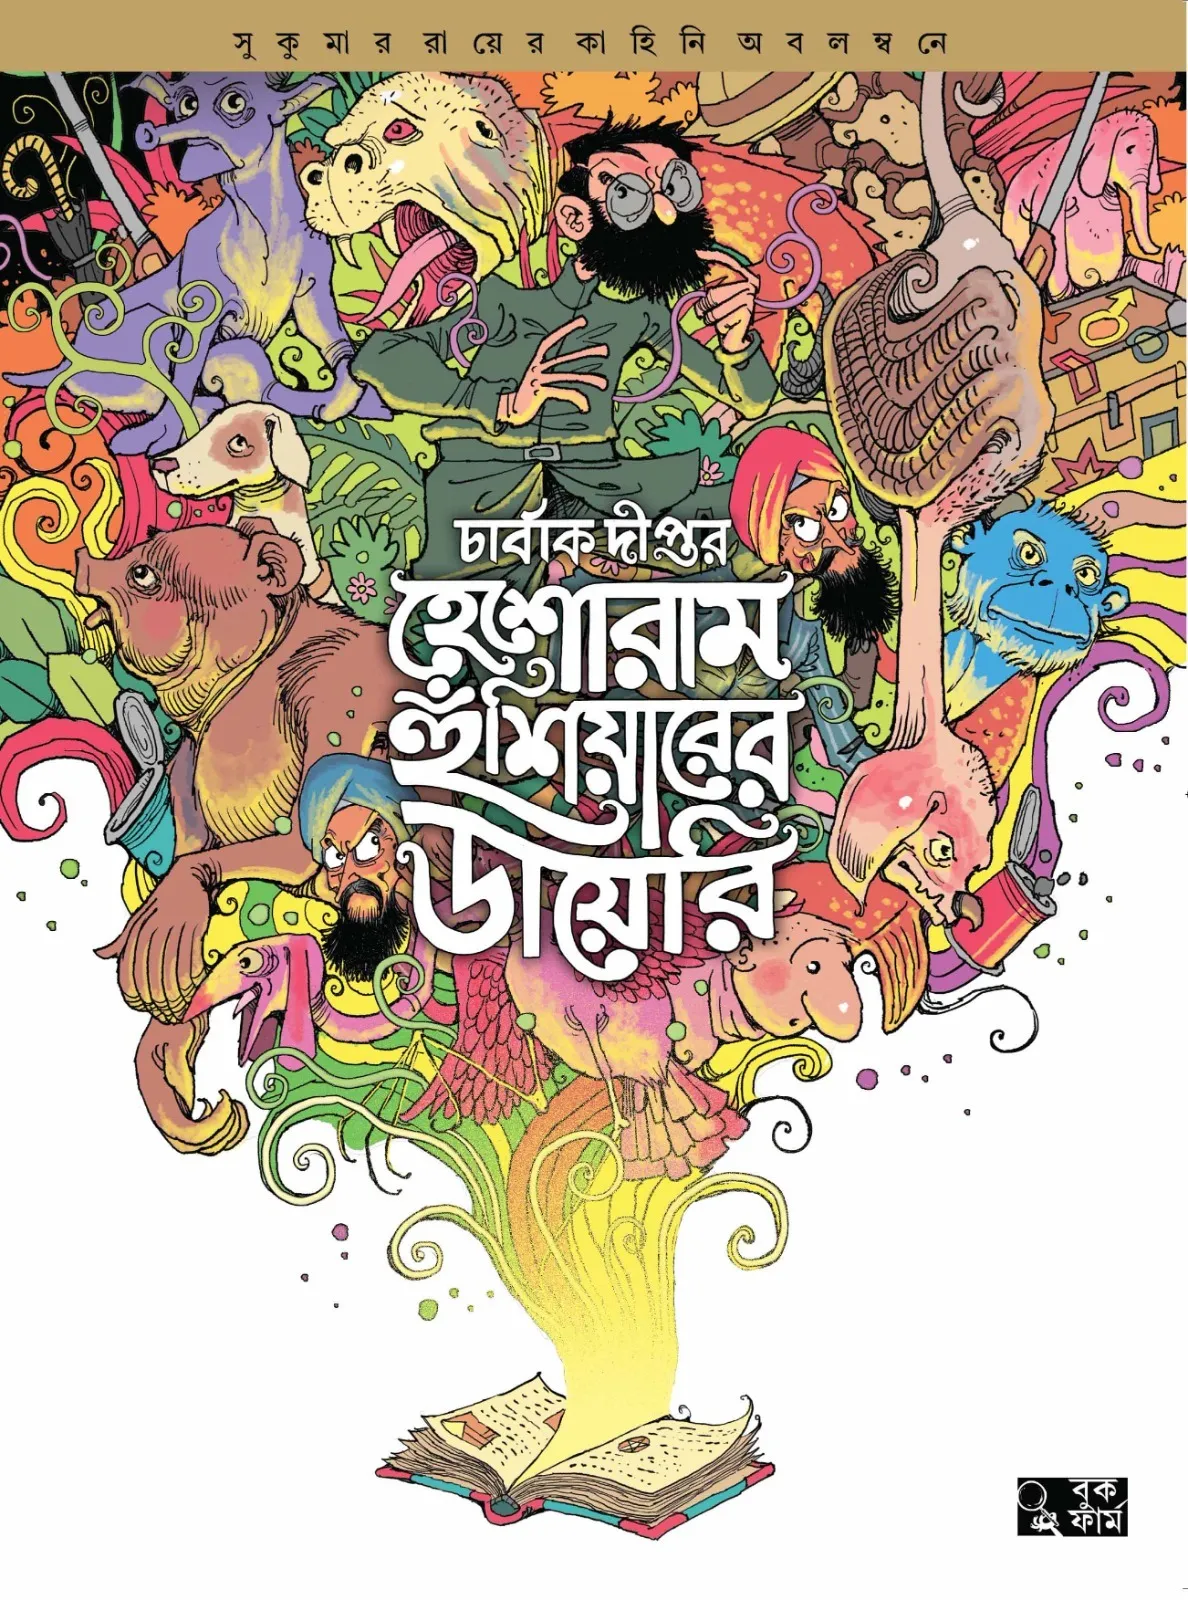 সুকুমার রায়ের কাহিনি অবলম্বনে
চার্বাক দীপ্তর
হেশোরাম
হুঁশিয়ারের
ডায়েরি
বুক
ফার্ম